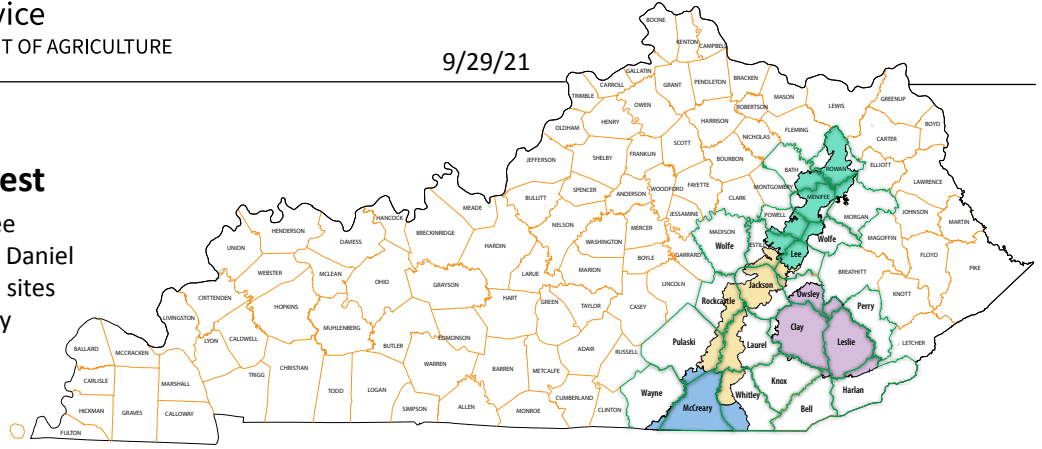 vice
T OF AGRICULTURE
9/29/21
est
ee
Daniel
sites
y
BOONE
KENTON
CAMPBELL
GALLATIN
CARROLL
GRANT
PENDLETON
BRACKEN
TRIMBLE
OWEN
ROBERTSON
MASON
LEWIS
GREENUP
HENRY
HARRISON
OLDHAM
NICHOLAS
FLEMING
BOYD
CARTER
SCOTT
SHELBY
FRANKLIN
BOURBON
JEFFERSON
BATH
ROWAN
ELLIOTT
LAWRENCE
SPENCER
ANDERSON
WOODFORD
FAYETTE
MONTGOMERY
CLARK
MENIFEE
BULLITT
MEADE
HANCOCK
JESSAMINE
POWELL
MORGAN
JOHNSON
MARTIN
HENDERSON
DAVIESS
BRECKINRIDGE
NELSON
MERCER
MADISON
Wolfe
UNION
HARDIN
WASHINGTON
GARRARD
ESTIL
Lee
Wolfe
MAGOFFIN
FLOYD
PIKE
BOYLE
WEBSTER
MCLEAN
OHIO
GRAYSON
LARUE
MARION
LINCOLN
Jackson
BREATHITT
KNOTT
CRITTENDEN
HOPKINS
HART
GREEN
TAYLOR
CASEY
Rockcastle
Owsley
Perry
LIVINGSTON
MUHLENBERG
Clay
Leslie
LETCHER
LYON
CALDWELL
BUTLER
EDMONSON
ADAIR
RUSSELL
Pulaski
Laurel
BALLARD
MCCRACKEN
WARREN
BARREN
METCALFE
TRIGG
CHRISTIAN
CARLISLE
MARSHALL
TODD
LOGAN
CUMBERLAND
CLINTON
Wayne
McCreary
Whitley
Knox
Harlan
HICKMAN
GRAVES
CALLOWAY
SIMPSON
ALLEN
MONROE
Bell
FULTON